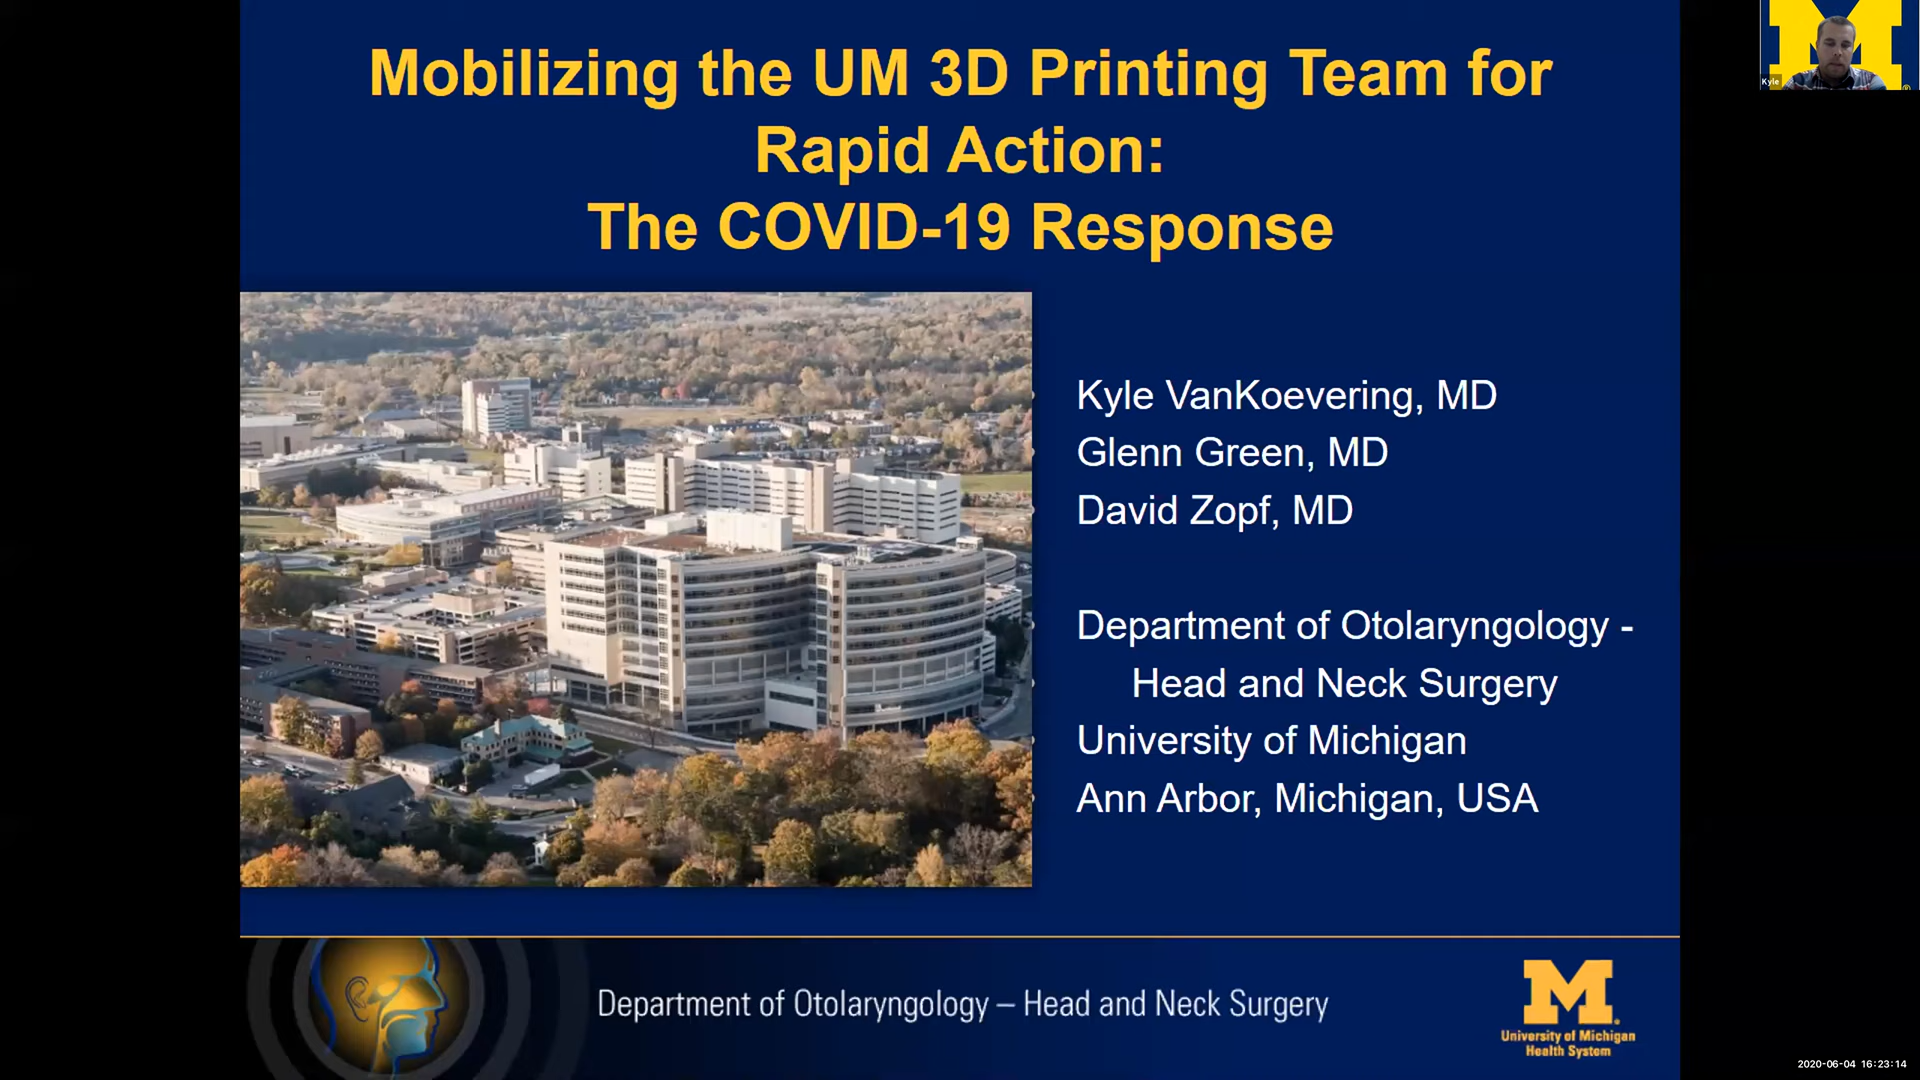 Mobilizing the UM 3D Printing Team for
Rapid Action:
The COVID-19 Response
Kyle
Kyle VanKoevering, MD
Glenn Green, MD
David Zopf, MD
Department of Otolaryngology -
Head and Neck Surgery
University of Michigan
Ann Arbor, Michigan, USA
Department of Otolaryngology – Head and Neck Surgery
M
University of Michigan
Health System
2020-06-04 16:23:14